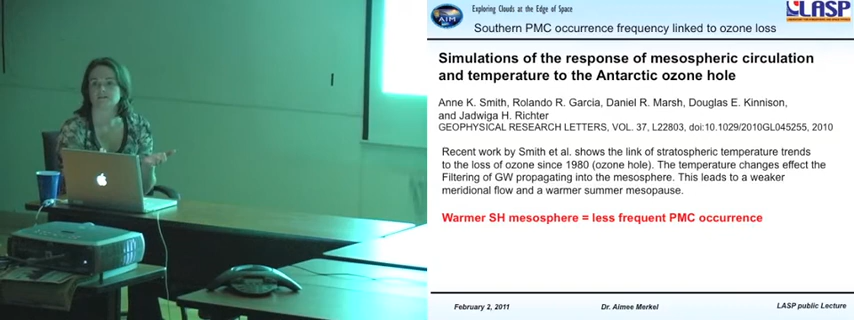 Exploring Clouds at the Edge of Space
AIM
LASP
Southern PMC occurrence frequency linked to ozone loss
Simulations of the response of mesospheric circulation
and temperature to the Antarctic ozone hole
Anne K. Smith, Rolando R. Garcia, Daniel R. Marsh, Douglas E. Kinnison,
and Jadwiga H. Richter
GEOPHYSICAL RESEARCH LETTERS, VOL. 37, L22803, doi:10.1029/2010GL045255, 2010
Recent work by Smith et al. shows the link of stratospheric temperature trends
to the loss of ozone since 1980 (ozone hole). The temperature changes effect the
Filtering of GW propagating into the mesosphere. This leads to a weaker
meridional flow and a warmer summer mesopause.
Warmer SH mesosphere = less frequent PMC occurrence
February 2, 2011
Dr. Aimee Merkel
LASP public Lecture